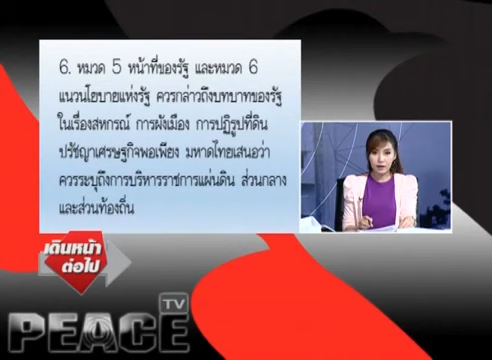 6. หมวด 5 หน้าที่ของรัฐ และหมวด 6
แนวนโยบายแห่งรัฐ ควรกล่าวถึงบทบาทของรัฐ
ในเรื่องสหกรณ์ การผังเมือง การปฏิรูปที่ดิน
ปรัชญาเศรษฐกิจพอเพียง มหาดไทยเสนอว่า
ควรระบุถึงการบริหารราชการแผ่นดิน ส่วนกลาง
และส่วนท้องถิ่น
เดินหน้า
ต่อไป
PEACE TV